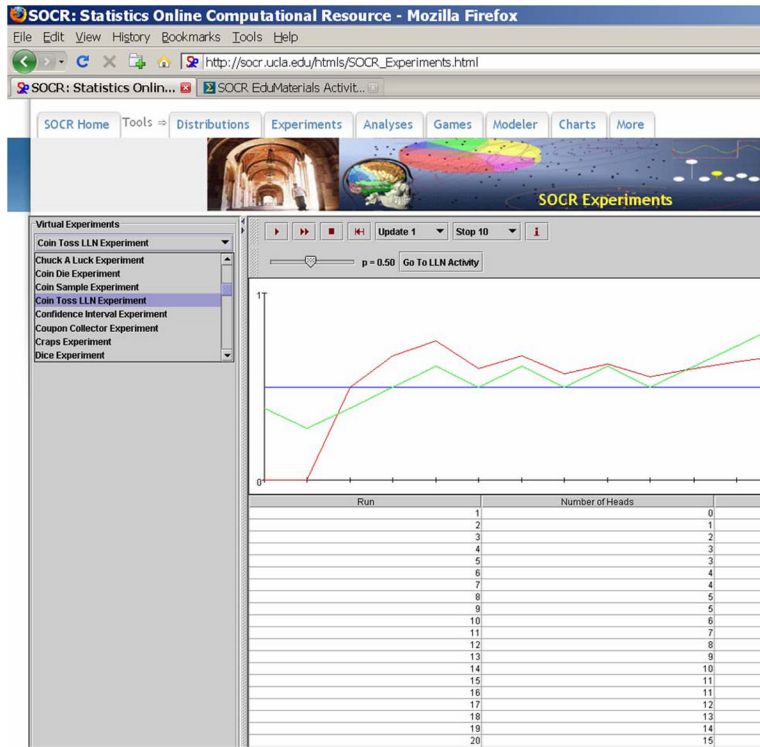 SOCR: Statistics Online Computational Resource - Mozilla Firefox
File Edit View History Bookmarks Tools Help
http://socr.ucla.edu/htmls/SOCR_Experiments.html
SOCR: Statistics Onlin... SOCR EduMaterials Activit...
SOCR Home Tools ⇒ Distributions Experiments Analyses Games Modeler Charts More
SOCR Experiments
Virtual Experiments
Coin Toss LLN Experiment
Chuck A Luck Experiment
Coin Die Experiment
Coin Sample Experiment
Coin Toss LLN Experiment
Confidence Interval Experiment
Coupon Collector Experiment
Craps Experiment
Dice Experiment
Update 1 Stop 10 i
p = 0.50 Go To LLN Activity
1
0
Run Number of Heads
1 0
2 1
3 2
4 3
5 3
6 4
7 4
8 5
9 5
10 6
11 7
12 8
13 9
14 10
15 11
16 11
17 12
18 13
19 14
20 15